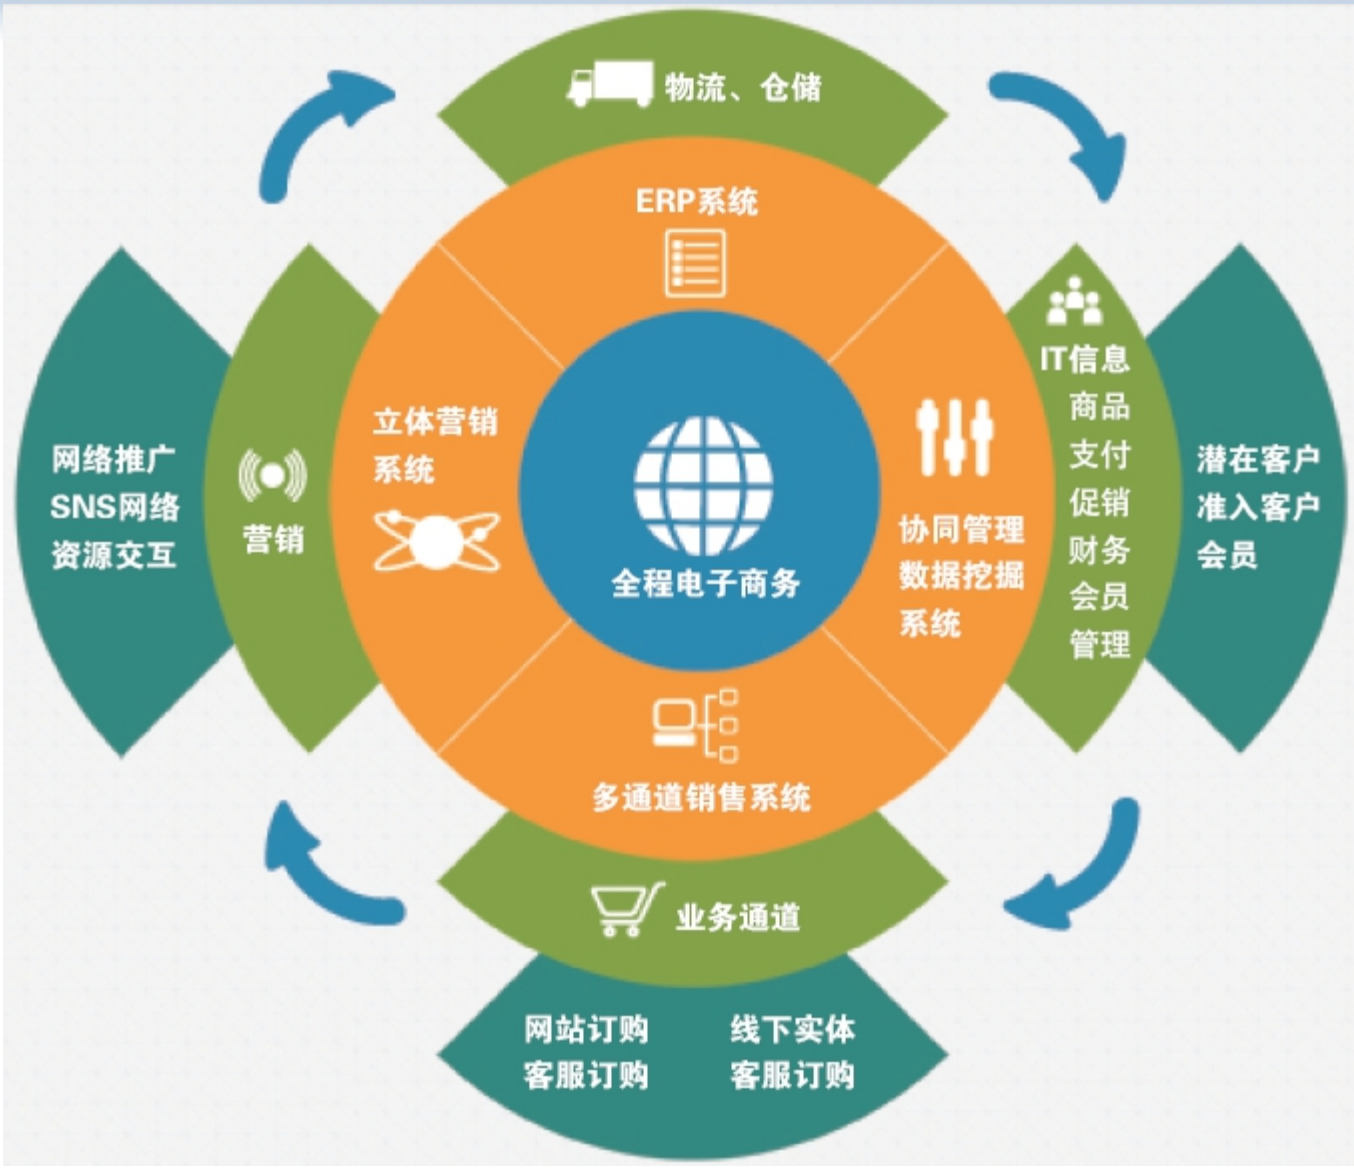 物流、仓储
ERP系统
立体营销
系统
网络推广
SNS网络
资源交互
营销
全程电子商务
协同管理
数据挖掘
系统
IT信息
商品
支付
促销
财务
会员
管理
潜在客户
准入客户
会员
多通道销售系统
业务通道
网站订购
客服订购
线下实体
客服订购